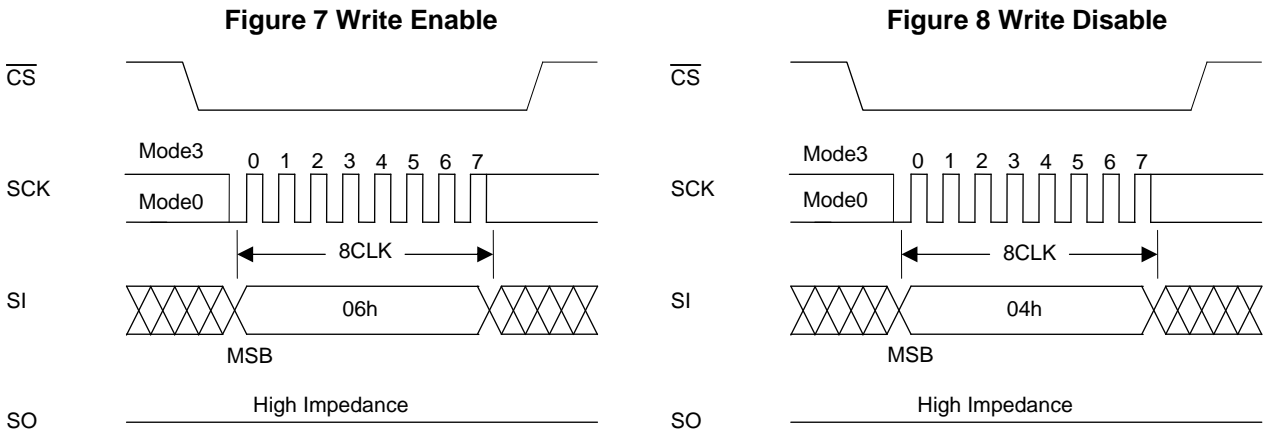 Figure 7 Write Enable
CS
Mode3
0 1 2 3 4 5 6 7
SCK
Mode0
8CLK
SI
06h
MSB
High Impedance
SO
Figure 8 Write Disable
CS
Mode3
0 1 2 3 4 5 6 7
SCK
Mode0
8CLK
SI
04h
MSB
High Impedance
SO